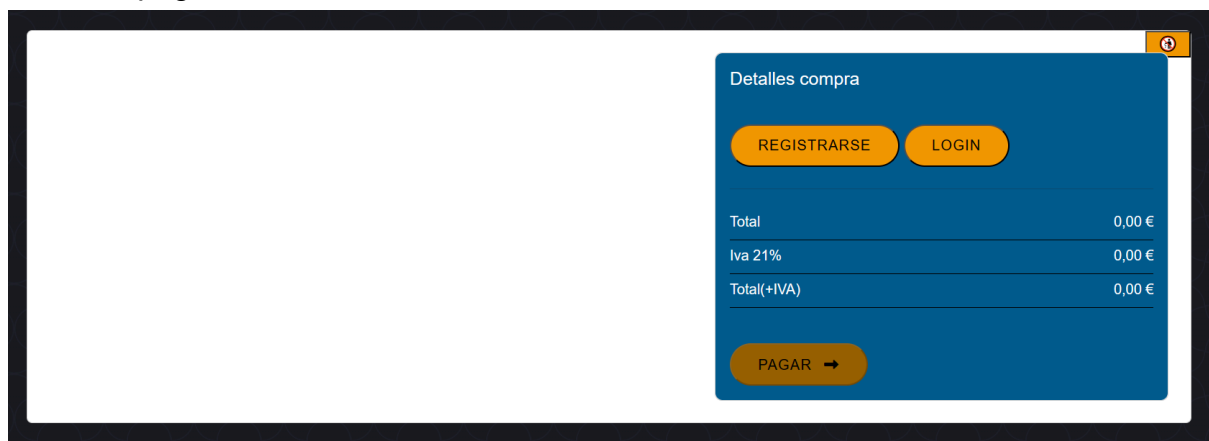 Detalles compra
REGISTRARSE LOGIN
Total 0,00 €
Iva 21% 0,00 €
Total(+IVA) 0,00 €
PAGAR